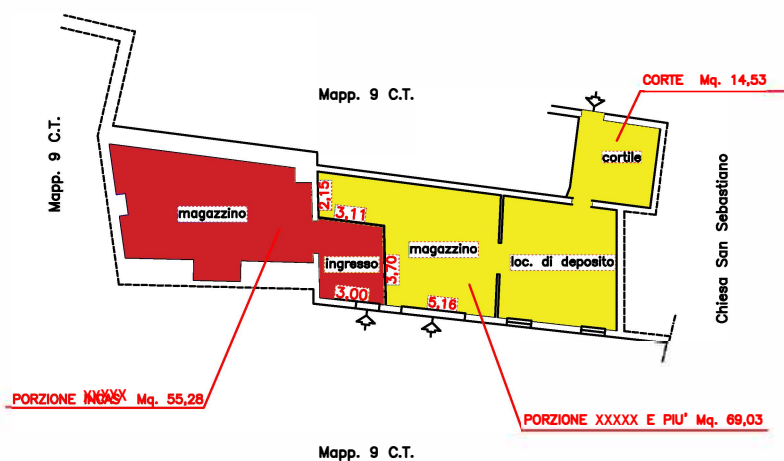 CORTE Mq. 14,53
Mapp. 9 C.T.
Mapp. 9 C.T.
cortile
Chiesa San Sebastiano
magazzino
2,15
3,11
magazzino
loc. di deposito
ingresso
3,70
3,00
5,16
PORZIONE Mq. 55,28
PORZIONE XXXXX E PIU' Mq. 69,03
Mapp. 9 C.T.